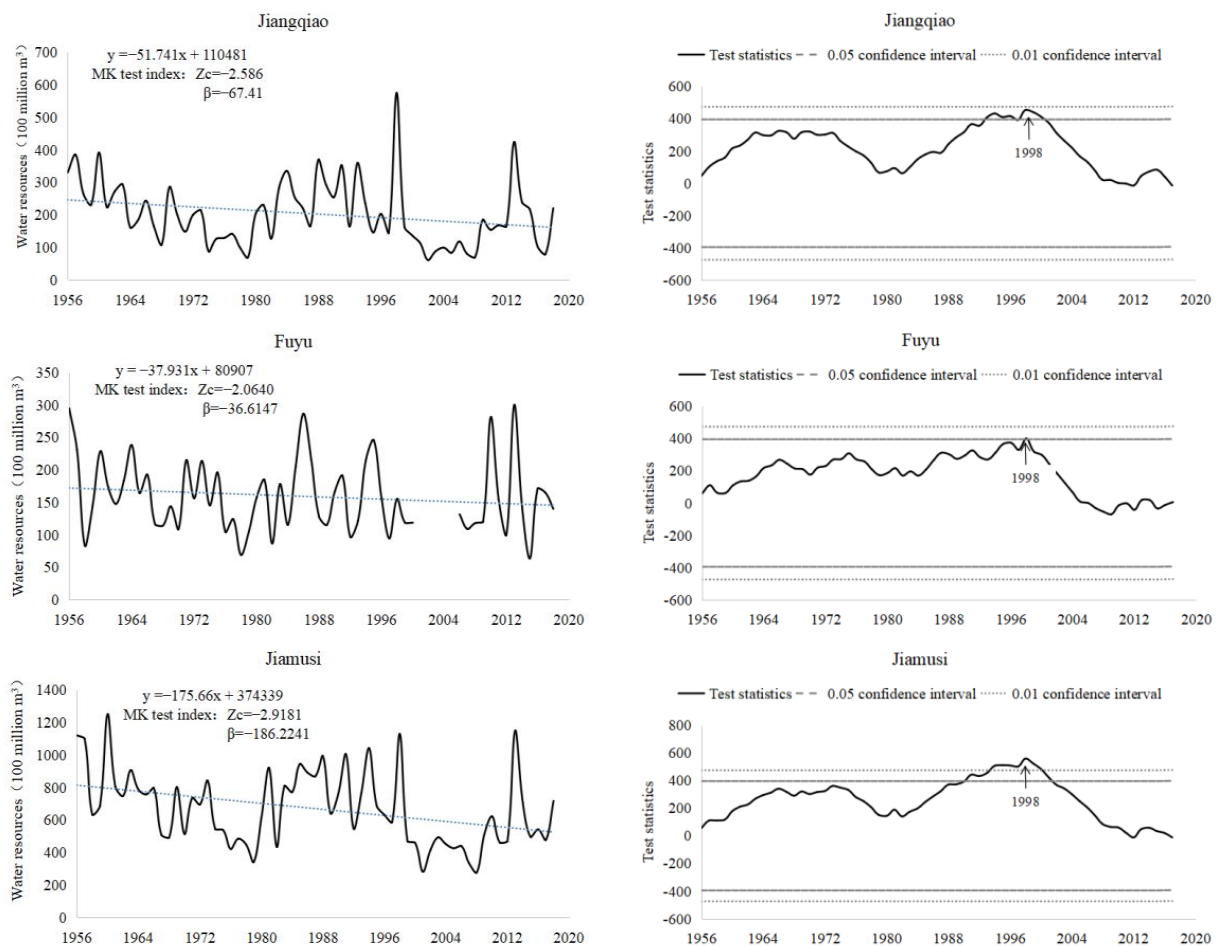 Jiangqiao
y =−51.741x + 110481
MK test index：Zc=−2.586
β=−67.41
Water resources（100 million m³）
700
600
500
400
300
200
100
0
1956 1964 1972 1980 1988 1996 2004 2012 2020
Jiangqiao
Test statistics 0.05 confidence interval 0.01 confidence interval
Test statistics
600
400
200
0
-200
-400
-600
1998
1956 1964 1972 1980 1988 1996 2004 2012 2020
Fuyu
y = −37.931x + 80907
MK test index：Zc=−2.0640
β=−36.6147
Water resources（100 million m³）
350
300
250
200
150
100
50
0
1956 1964 1972 1980 1988 1996 2004 2012 2020
Fuyu
Test statistics 0.05 confidence interval 0.01 confidence interval
Test statistics
600
400
200
0
-200
-400
-600
1998
1956 1964 1972 1980 1988 1996 2004 2012 2020
Jiamusi
y =−175.66x + 374339
MK test index：Zc=−2.9181
β=−186.2241
Water resources（100 million m³）
1400
1200
1000
800
600
400
200
0
1956 1964 1972 1980 1988 1996 2004 2012 2020
Jiamusi
Test statistics 0.05 confidence interval 0.01 confidence interval
Test statistics
800
600
400
200
0
-200
-400
-600
1998
1956 1964 1972 1980 1988 1996 2004 2012 2020